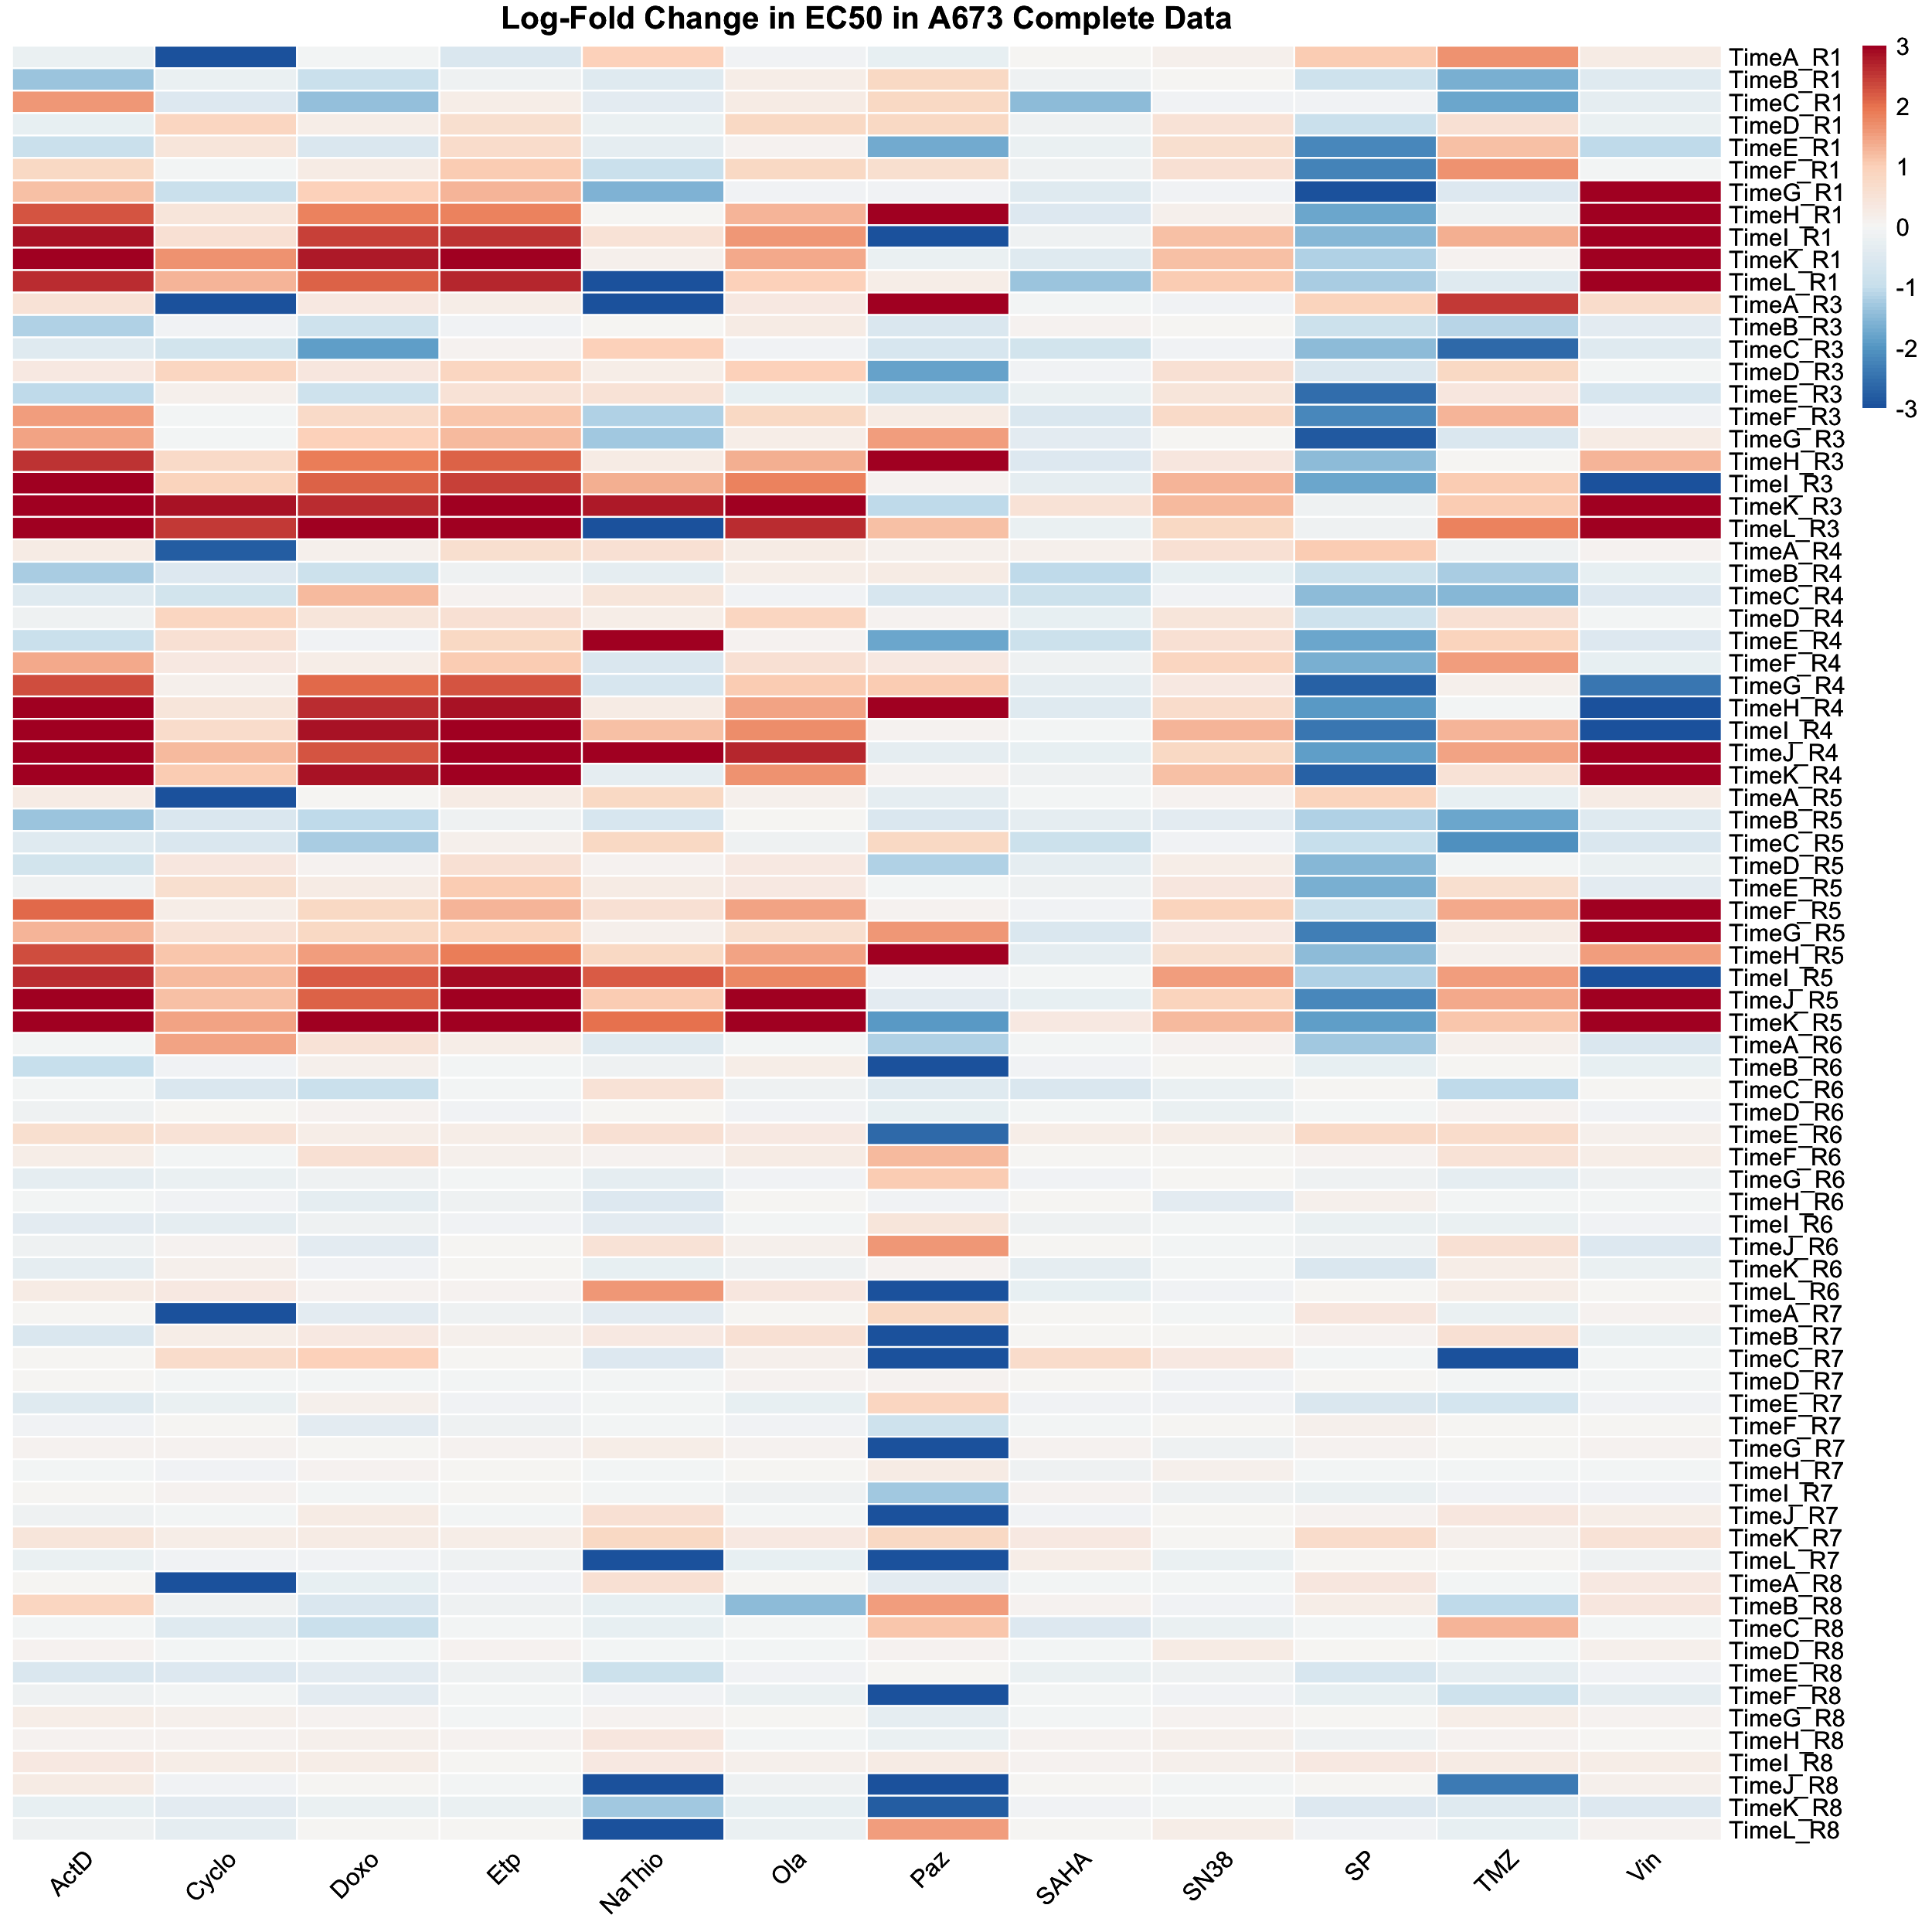 Log-Fold Change in EC50 in A673 Complete Data
3
2
1
0
-1
-2
-3
TimeA_R1
TimeB_R1
TimeC_R1
TimeD_R1
TimeE_R1
TimeF_R1
TimeG_R1
TimeH_R1
TimeI_R1
TimeK_R1
TimeL_R1
TimeA_R3
TimeB_R3
TimeC_R3
TimeD_R3
TimeE_R3
TimeF_R3
TimeG_R3
TimeH_R3
TimeI_R3
TimeK_R3
TimeL_R3
TimeA_R4
TimeB_R4
TimeC_R4
TimeD_R4
TimeE_R4
TimeF_R4
TimeG_R4
TimeH_R4
TimeI_R4
TimeJ_R4
TimeK_R4
TimeA_R5
TimeB_R5
TimeC_R5
TimeD_R5
TimeE_R5
TimeF_R5
TimeG_R5
TimeH_R5
TimeI_R5
TimeJ_R5
TimeK_R5
TimeA_R6
TimeB_R6
TimeC_R6
TimeD_R6
TimeE_R6
TimeF_R6
TimeG_R6
TimeH_R6
TimeI_R6
TimeJ_R6
TimeK_R6
TimeL_R6
TimeA_R7
TimeB_R7
TimeC_R7
TimeD_R7
TimeE_R7
TimeF_R7
TimeG_R7
TimeH_R7
TimeI_R7
TimeJ_R7
TimeK_R7
TimeL_R7
TimeA_R8
TimeB_R8
TimeC_R8
TimeD_R8
TimeE_R8
TimeF_R8
TimeG_R8
TimeH_R8
TimeI_R8
TimeJ_R8
TimeK_R8
TimeL_R8
ActD
Cyclo
Doxo
Etp
NaThio
Ola
Paz
SAHA
SN38
SP
TMZ
Vin